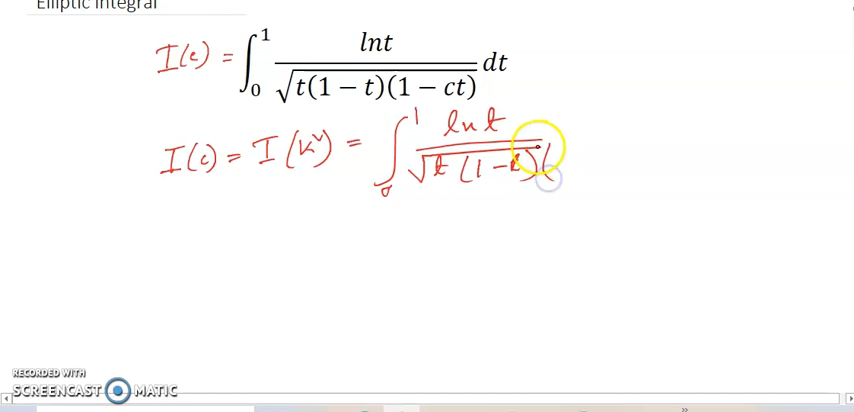 Elliptic Integral
I(c) = ∫₀¹ lnt / √(t(1 − t)(1 − ct)) dt
I(c) = I(k²) = ∫₀¹ ln t / √(t (1 − t)(
RECORDED WITH
SCREENCAST MATIC